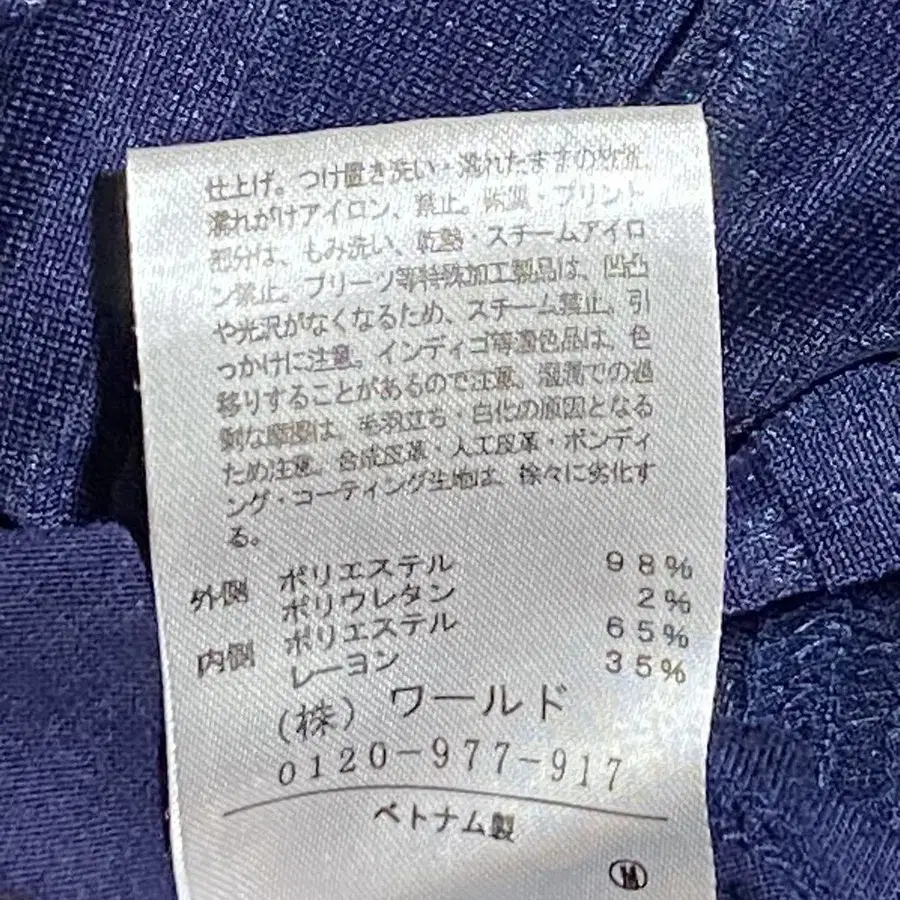 仕上げ。つけ置き洗い・濡れたままの放置、
濡れがけアイロン、禁止。除湿・プリント
部分は、もみ洗い、乾熱・スチームアイロ
ン禁止。プリーツ等特殊加工製品は、凹凸
や光沢がなくなるため、スチーム禁止、引
っかけに注意。インディゴ等濃色品は、色
移りすることがあるので注意。湿潤での過
剰な摩擦は、毛羽立ち・白化の原因となる
ため注意。合成皮革・人工皮革・ボンディ
ング・コーティング生地は、徐々に劣化す
る。
外側 ポリエステル 98%
ポリウレタン 2%
内側 ポリエステル 65%
レーヨン 35%
(株) ワールド
0120-977-917
ベトナム製
M